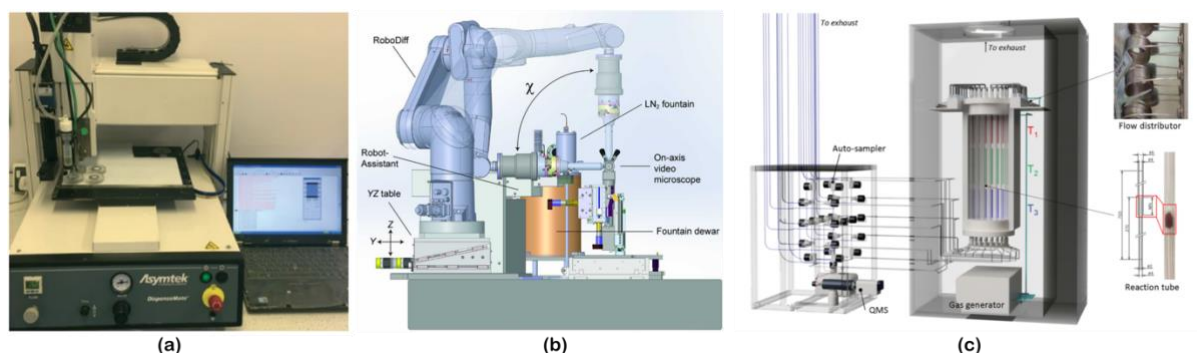 Asymtek
DispenseMate
(a)
RoboDiff
χ
LN₂ fountain
Robot-
Assistant
On-axis
video
microscope
YZ table
Z
Y
Fountain dewar
(b)
To exhaust
To exhaust
Auto-sampler
T₁
T₂
T₃
Flow distributor
QMS
Gas generator
Reaction tube
(c)